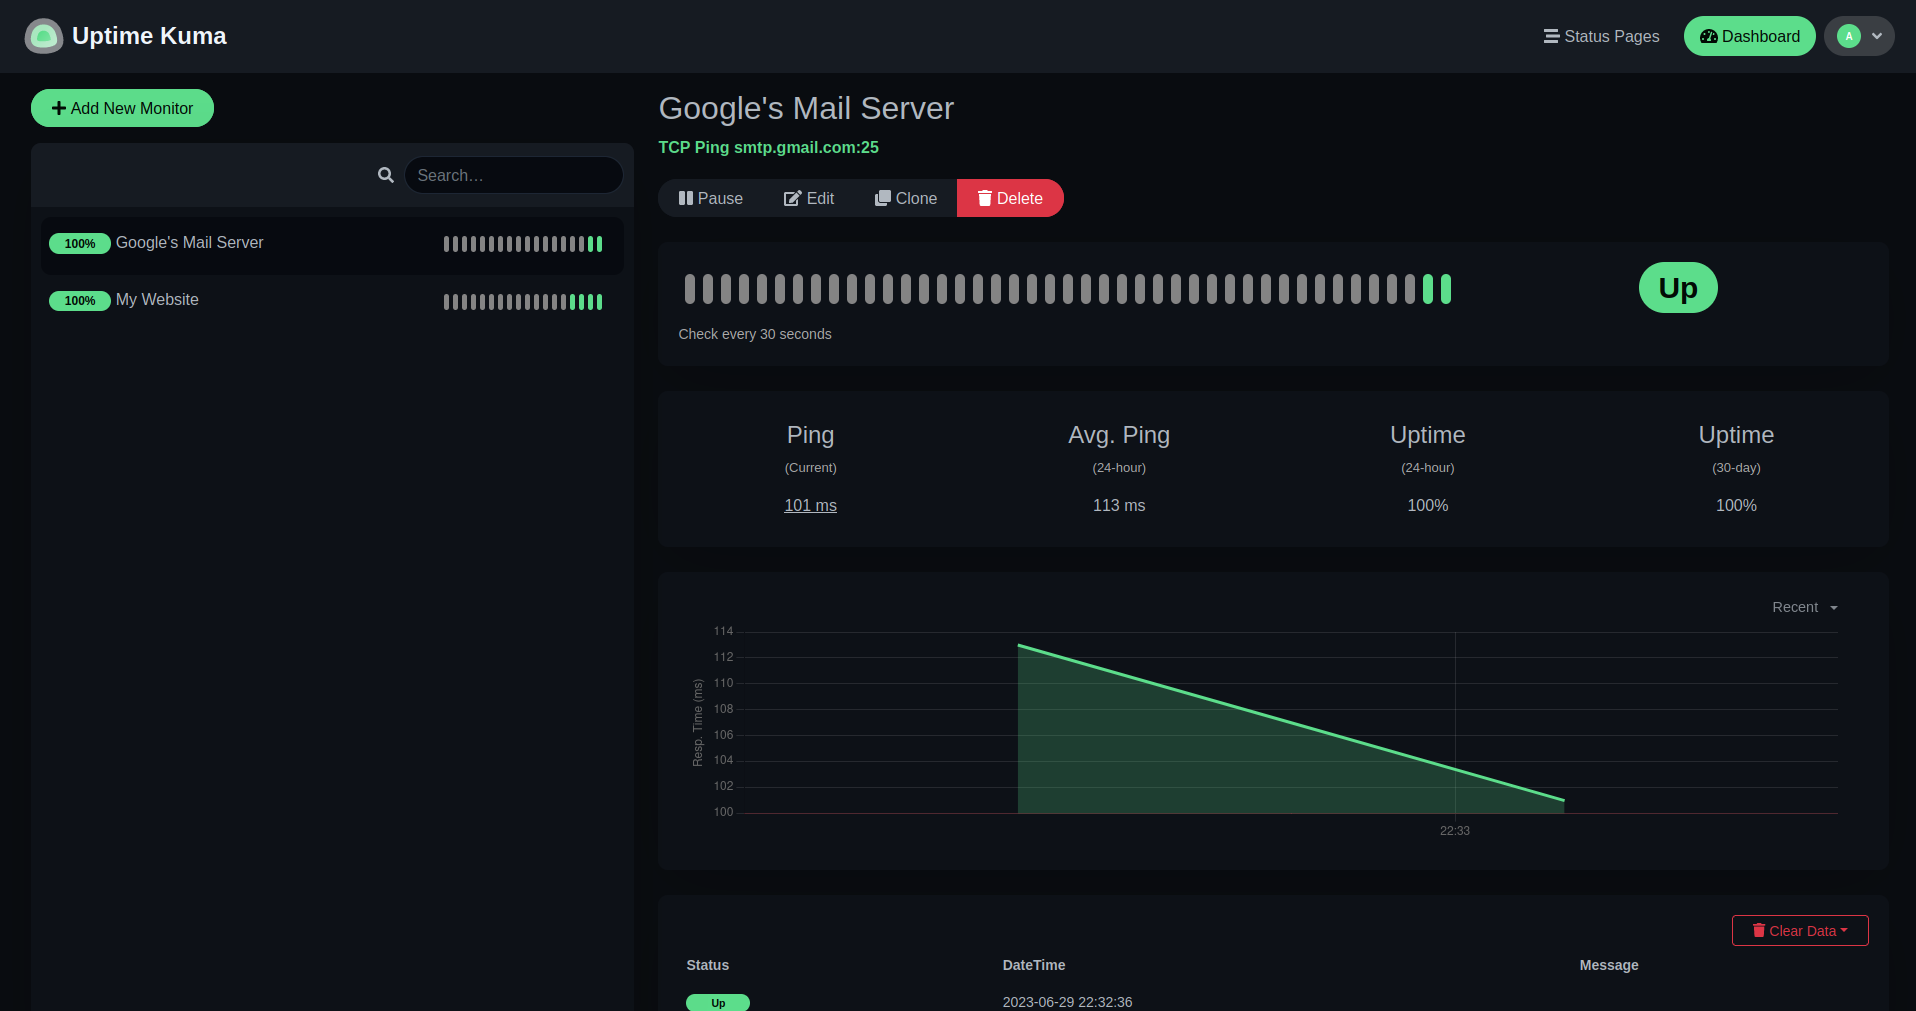 Uptime Kuma
Status Pages
Dashboard
A
Add New Monitor
Search…
100% Google's Mail Server
100% My Website
Google's Mail Server
TCP Ping smtp.gmail.com:25
Pause Edit Clone Delete
Up
Check every 30 seconds
Ping Avg. Ping Uptime Uptime
(Current) (24-hour) (24-hour) (30-day)
101 ms 113 ms 100% 100%
Recent
Resp. Time (ms)
114
112
110
108
106
104
102
100
22:33
Clear Data
Status DateTime Message
Up 2023-06-29 22:32:36